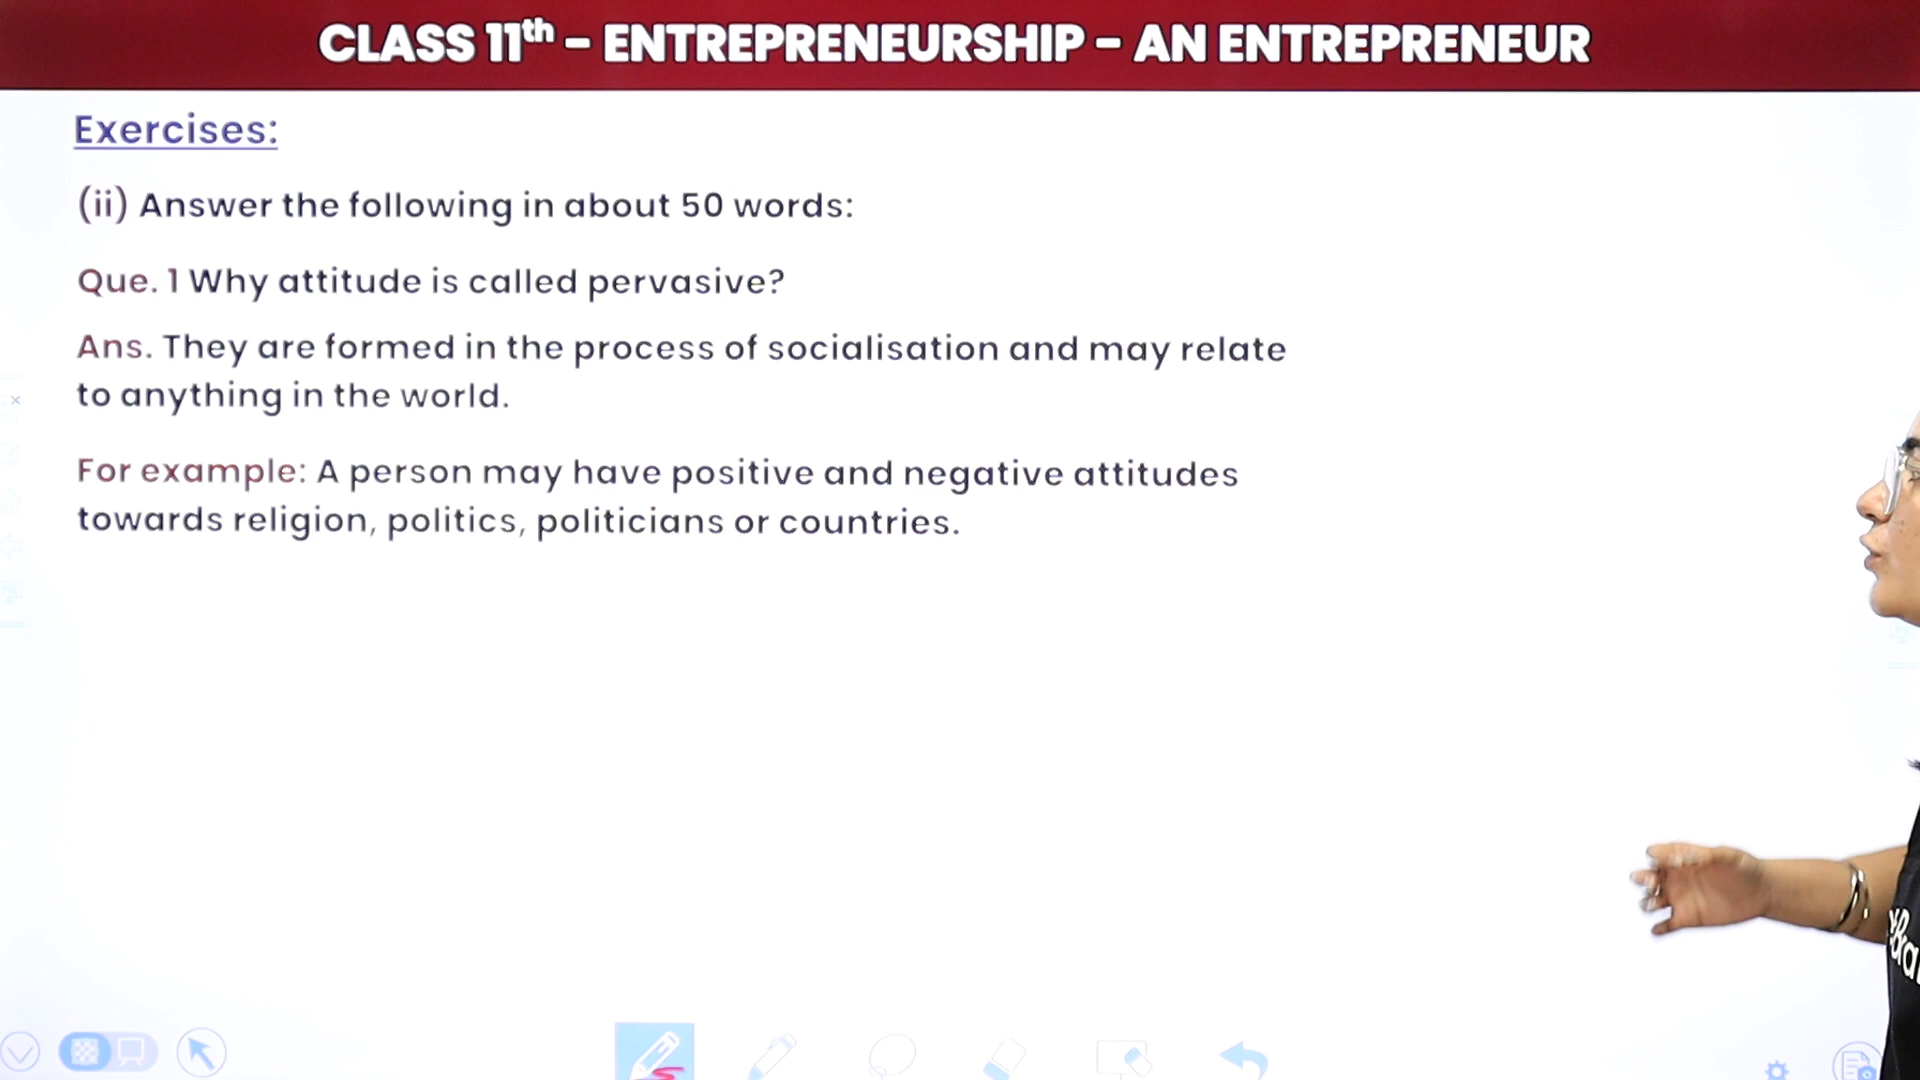 CLASS 11th – ENTREPRENEURSHIP – AN ENTREPRENEUR
Exercises:
(ii) Answer the following in about 50 words:
Que. 1 Why attitude is called pervasive?
Ans. They are formed in the process of socialisation and may relate
to anything in the world.
For example: A person may have positive and negative attitudes
towards religion, politics, politicians or countries.